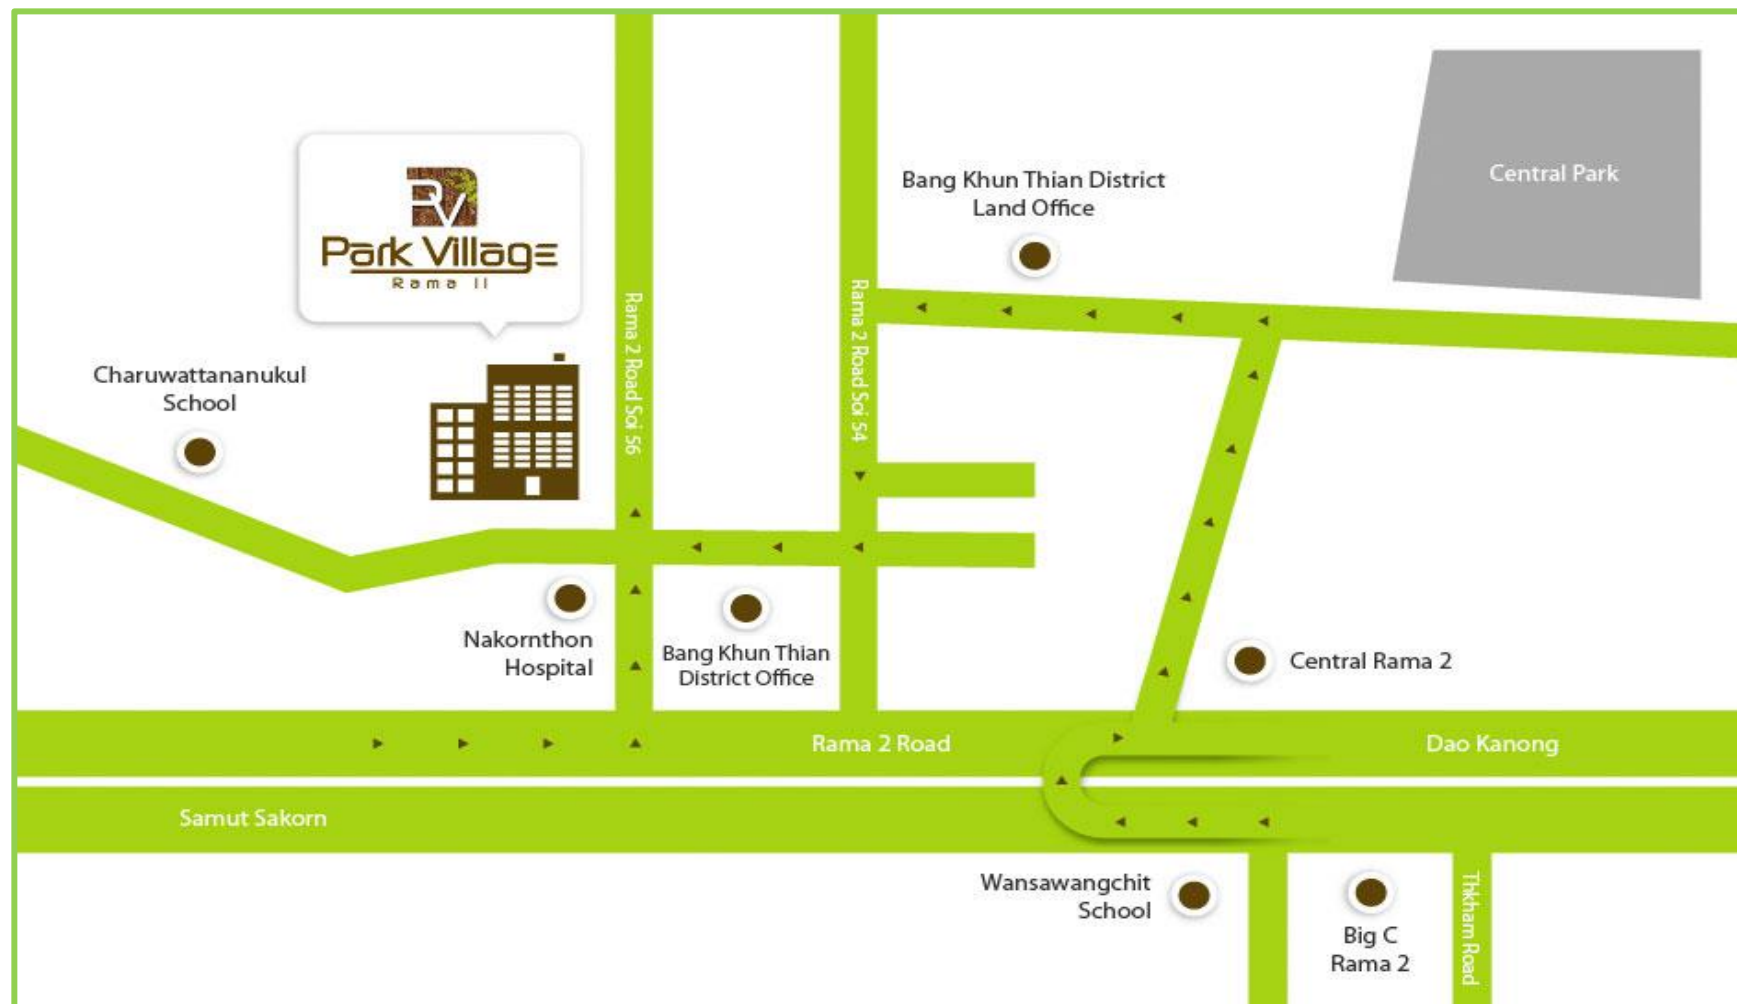 Central Park
Bang Khun Thian District
Land Office
RV
Park Village
Rama II
Rama 2 Road Soi 56
Rama 2 Road Soi 54
Charuwattananukul
School
Nakornthon
Hospital
Bang Khun Thian
District Office
Central Rama 2
Rama 2 Road
Dao Kanong
Samut Sakorn
Wansawangchit
School
Big C
Rama 2
Thkham Road